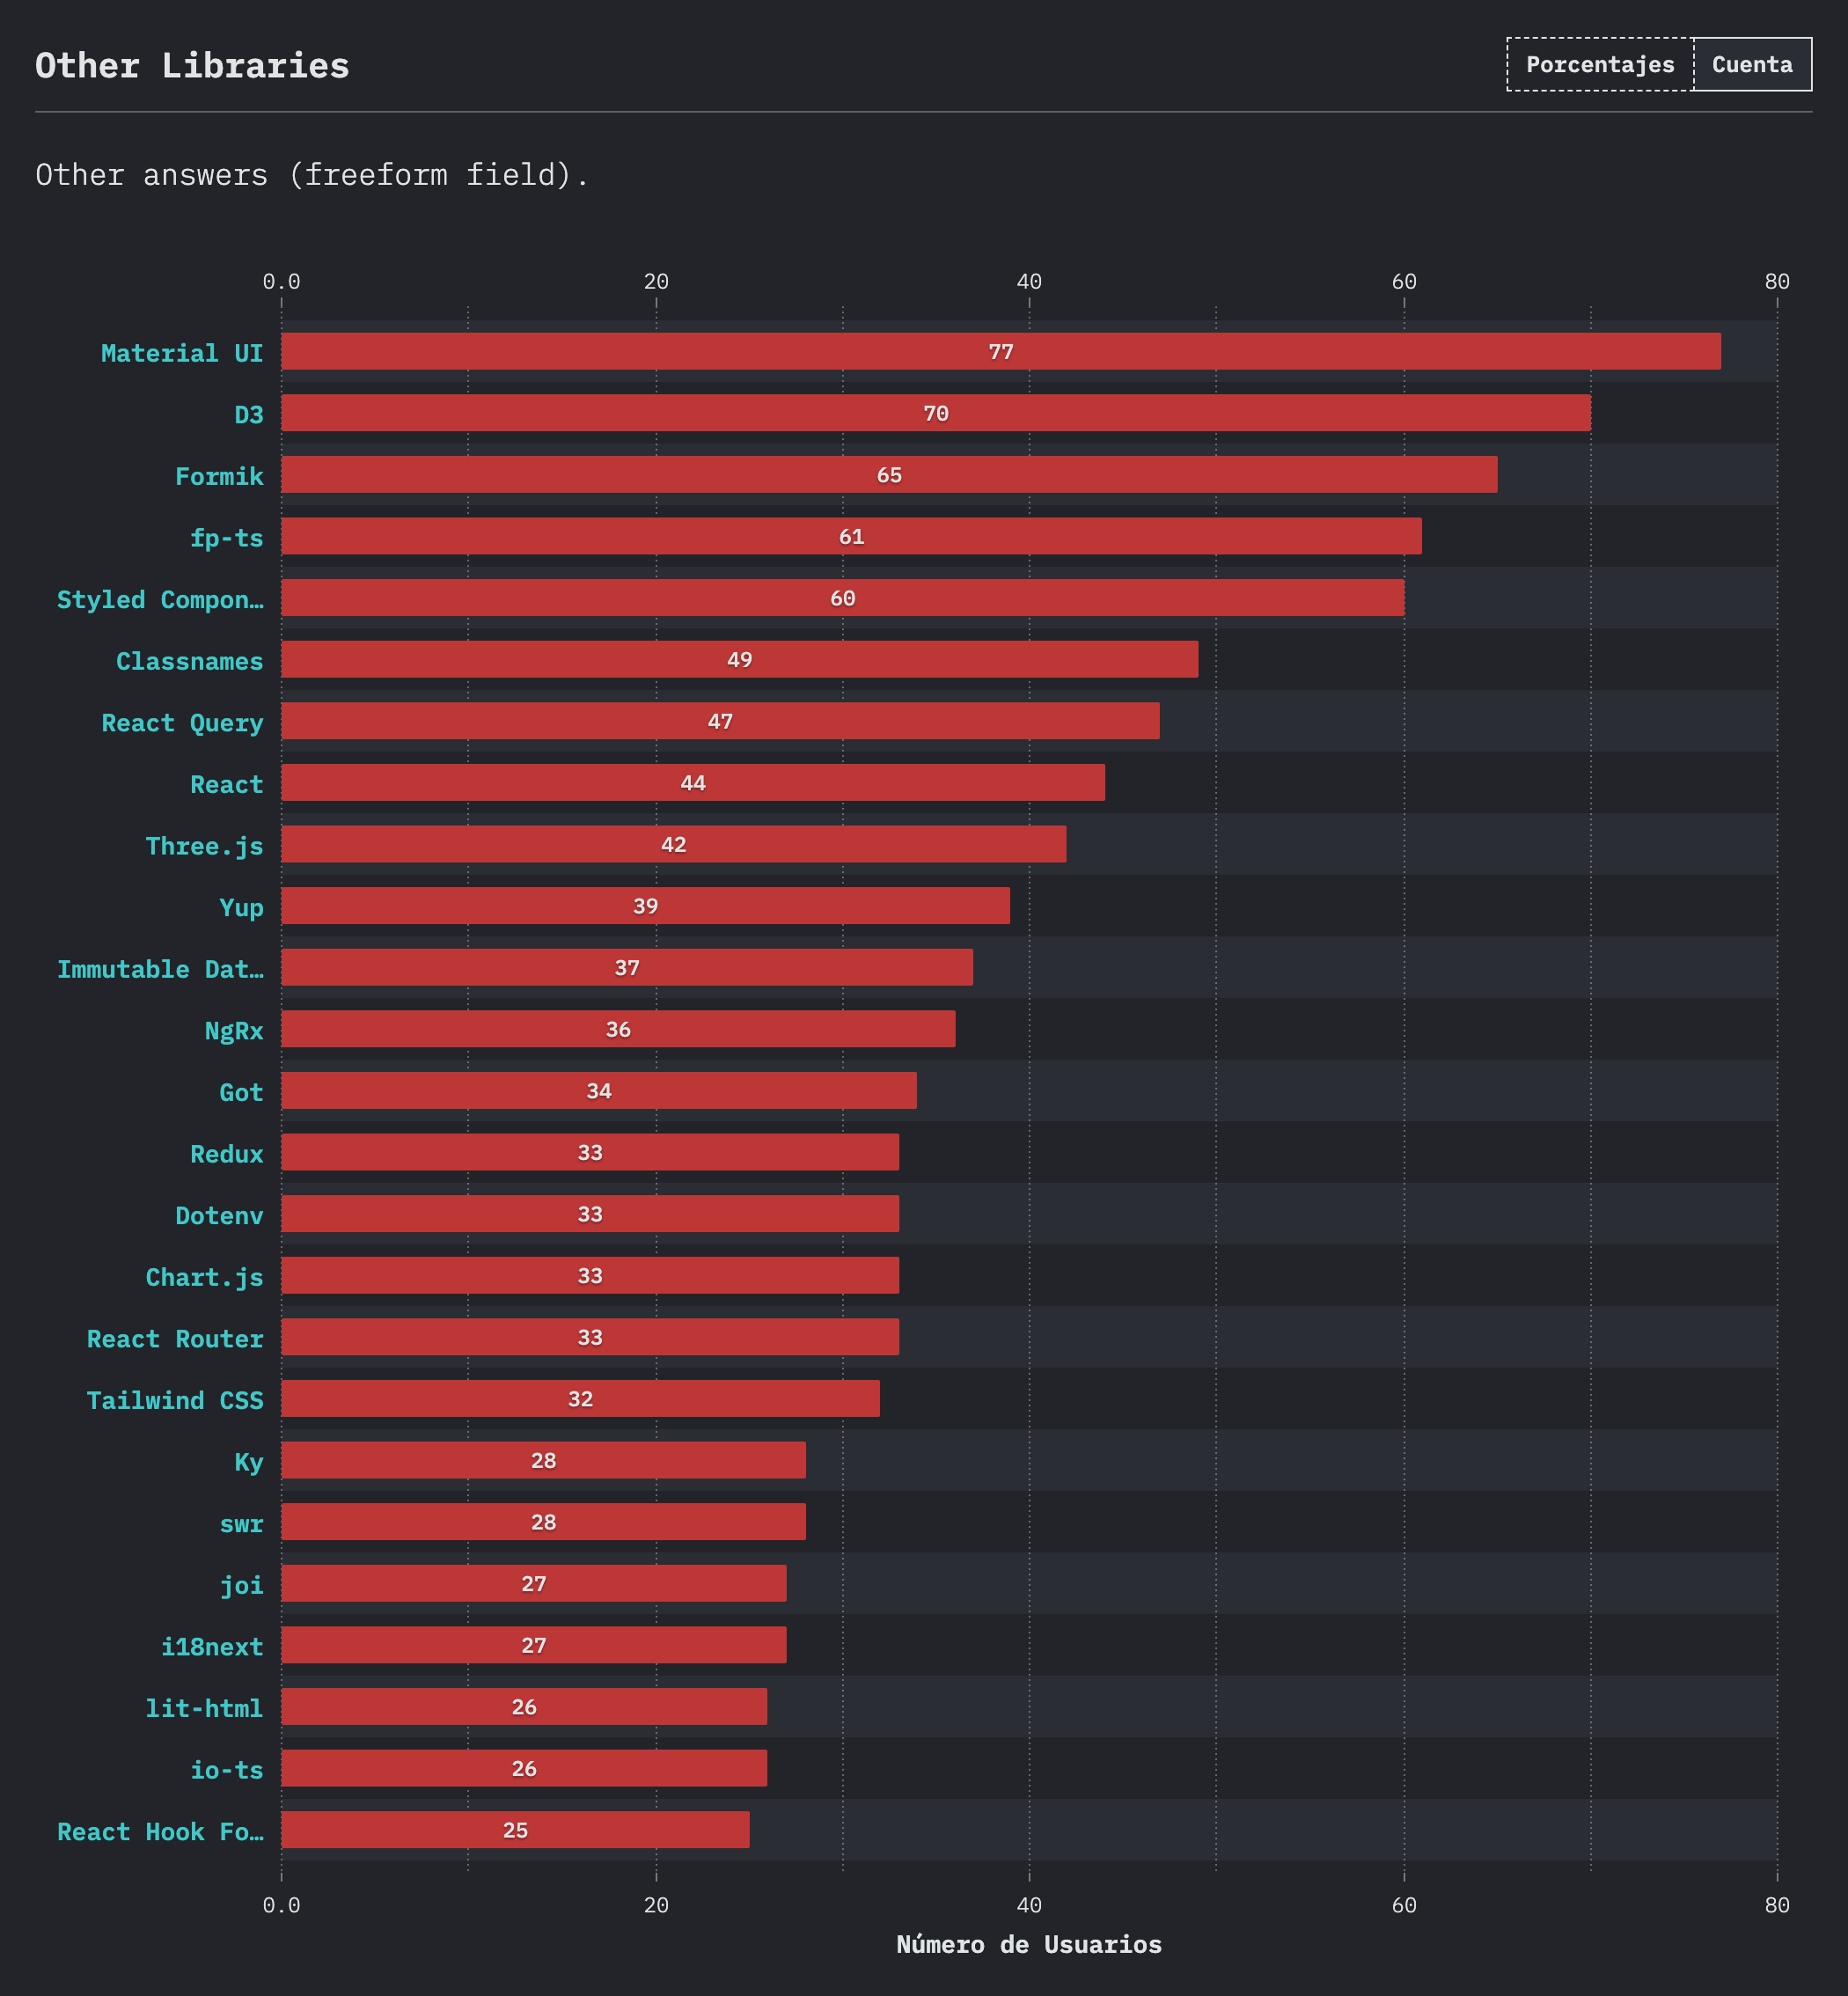 Other Libraries
Porcentajes Cuenta
Other answers (freeform field).
0.0 20 40 60 80
Material UI 77
D3 70
Formik 65
fp-ts 61
Styled Compon… 60
Classnames 49
React Query 47
React 44
Three.js 42
Yup 39
Immutable Dat… 37
NgRx 36
Got 34
Redux 33
Dotenv 33
Chart.js 33
React Router 33
Tailwind CSS 32
Ky 28
swr 28
joi 27
i18next 27
lit-html 26
io-ts 26
React Hook Fo… 25
0.0 20 40 60 80
Número de Usuarios